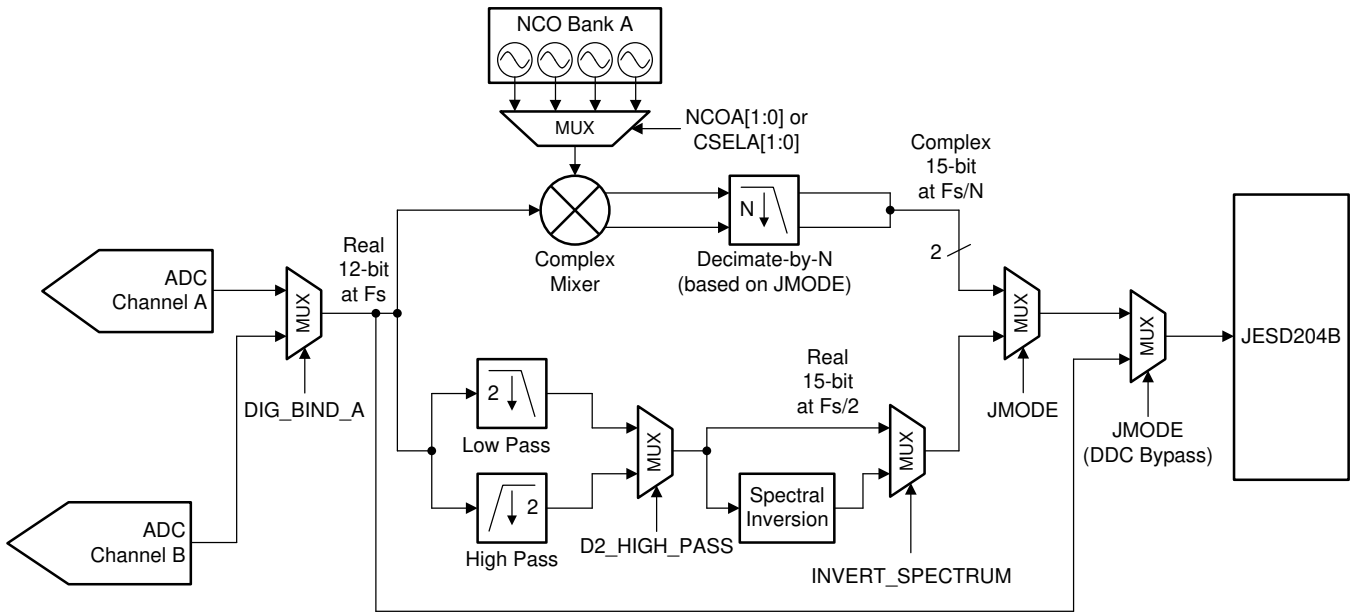 NCO Bank A
MUX
NCOA[1:0] or
CSELA[1:0]
Complex
15-bit
at Fs/N
N
Complex
Mixer
Decimate-by-N
(based on JMODE)
2
Real
12-bit
at Fs
ADC
Channel A
MUX
DIG_BIND_A
ADC
Channel B
2
Low Pass
2
High Pass
MUX
D2_HIGH_PASS
Spectral
Inversion
Real
15-bit
at Fs/2
MUX
INVERT_SPECTRUM
MUX
JMODE
MUX
JMODE
(DDC Bypass)
JESD204B